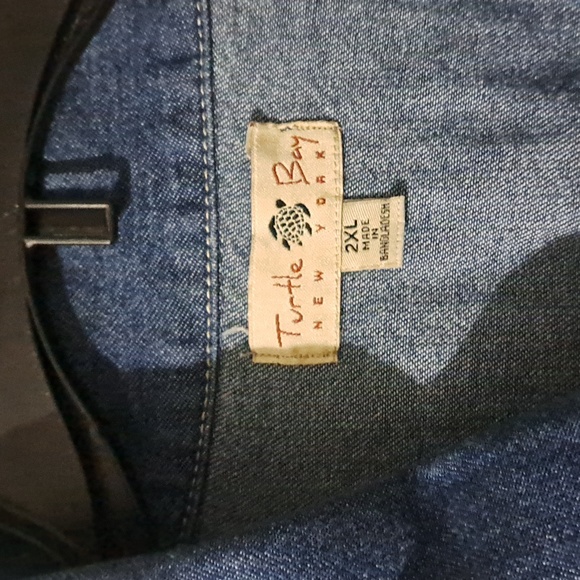 Turtle Bay
NEW YORK
2XL
MADE
IN
BANGLADESH